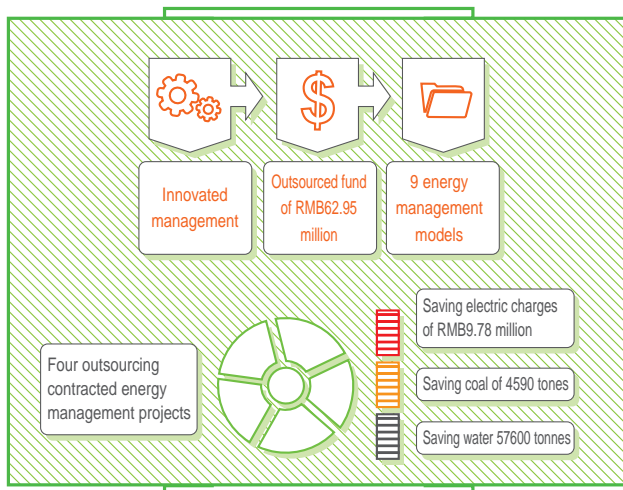 Innovated
management
Outsourced fund
of RMB62.95
million
9 energy
management
models
Four outsourcing
contracted energy
management projects
Saving electric charges
of RMB9.78 million
Saving coal of 4590 tones
Saving water 57600 tonnes